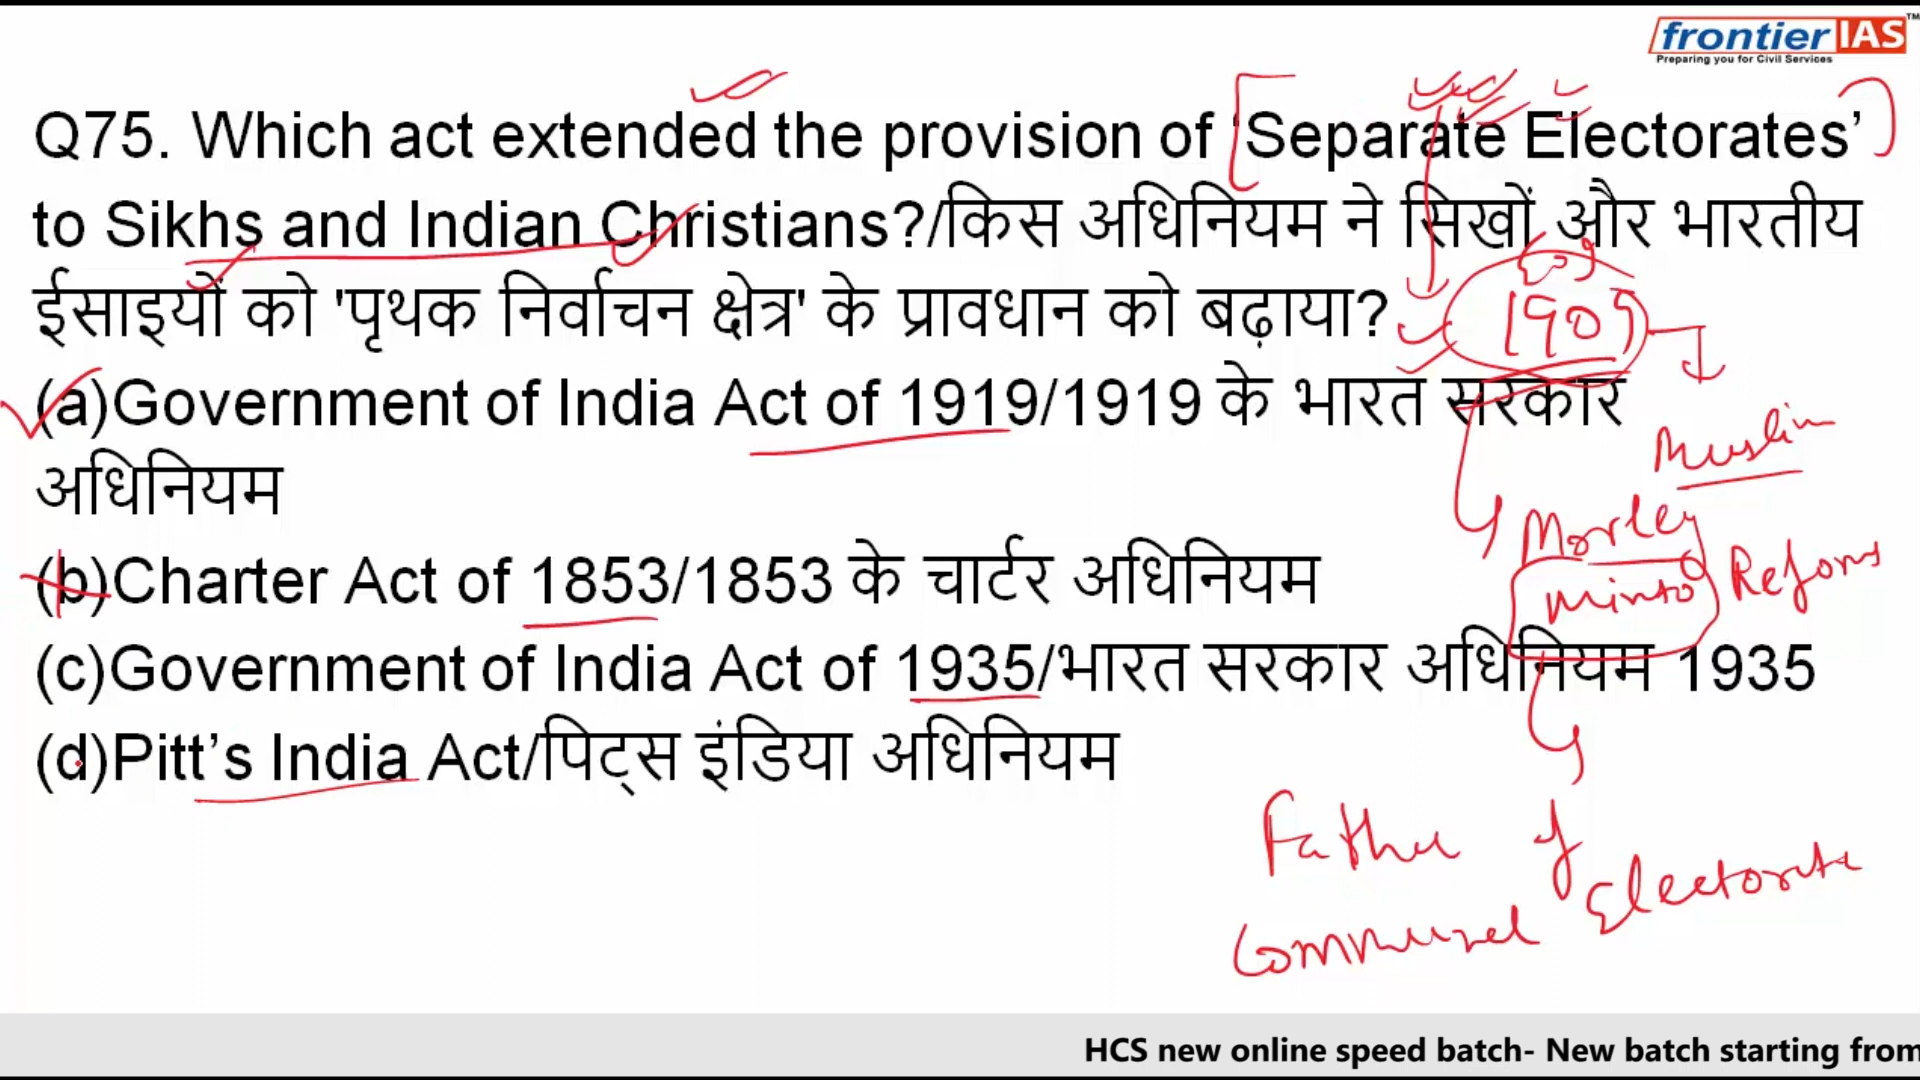 frontier IAS™
Preparing you for Civil Services
Q75. Which act extended the provision of ‘Separate Electorates’
to Sikhs and Indian Christians?/किस अधिनियम ने सिखों और भारतीय
ईसाइयों को 'पृथक निर्वाचन क्षेत्र' के प्रावधान को बढ़ाया?
1909
(a)Government of India Act of 1919/1919 के भारत सरकार
अधिनियम
Muslim
Morley
Minto Reforms
(b)Charter Act of 1853/1853 के चार्टर अधिनियम
(c)Government of India Act of 1935/भारत सरकार अधिनियम 1935
(d)Pitt’s India Act/पिट्स इंडिया अधिनियम
Father of
Communal Electorate
HCS new online speed batch- New batch starting from